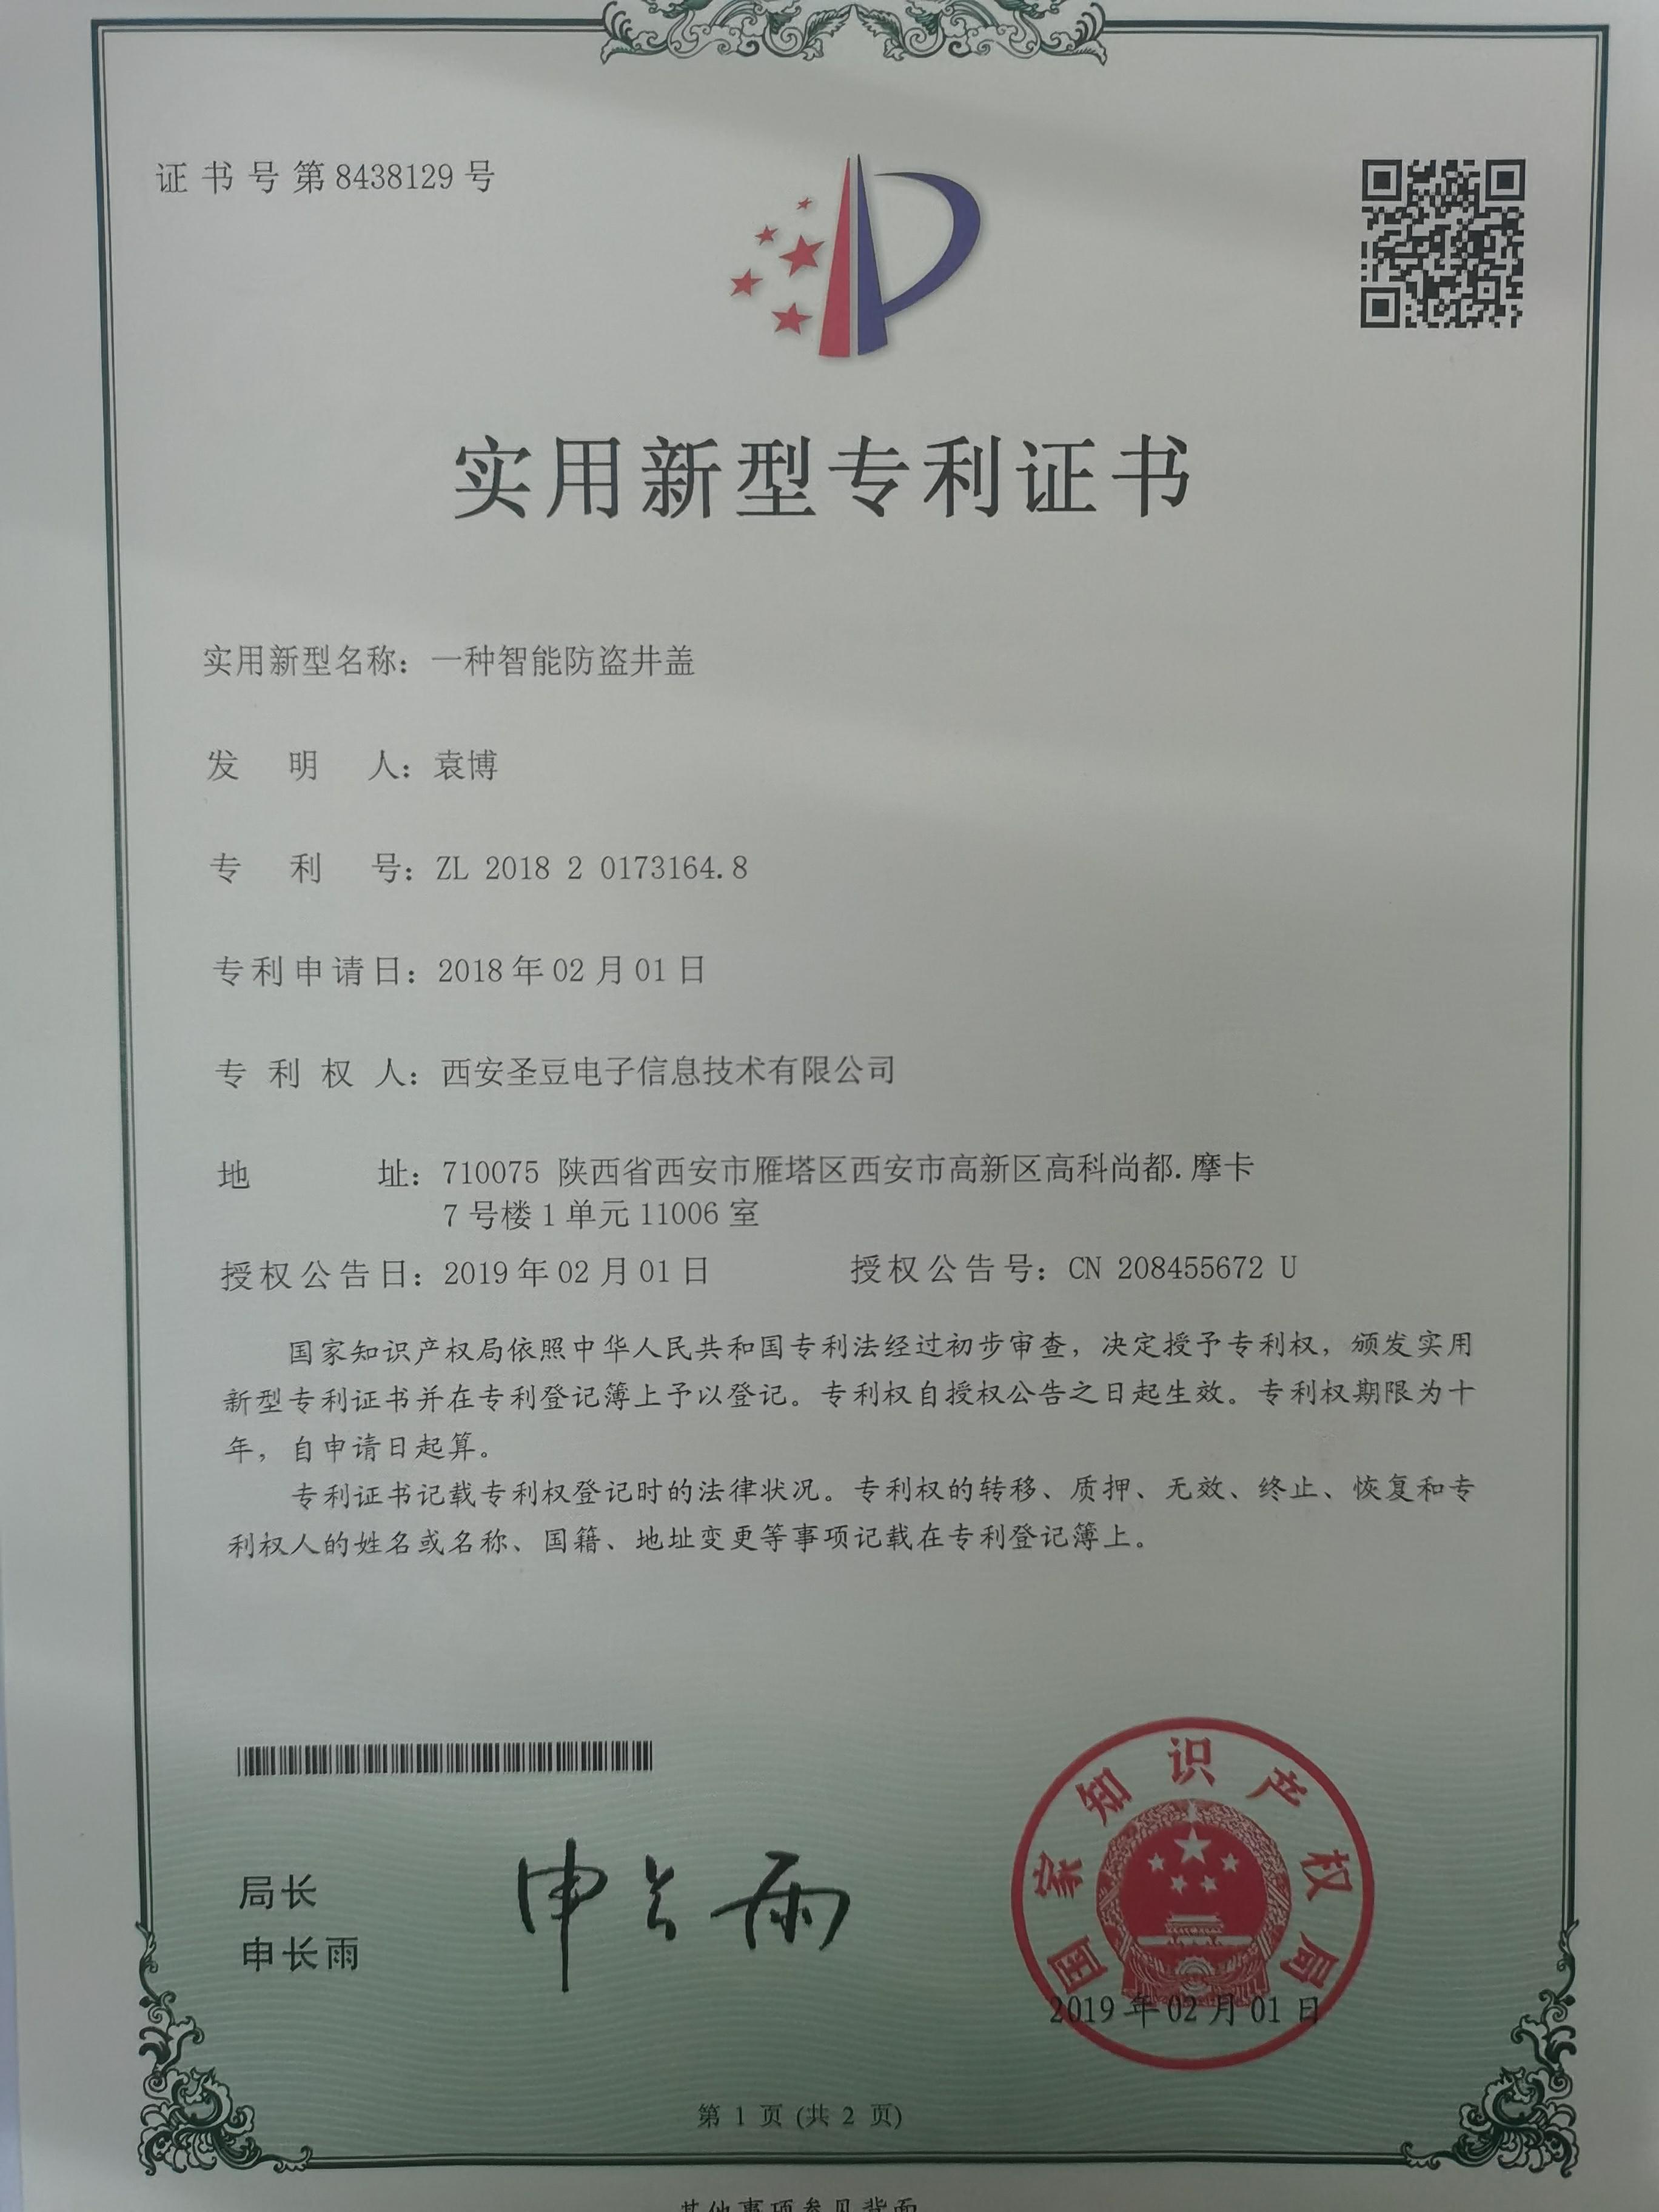 证书号第8438129号
实用新型专利证书
实用新型名称：一种智能防盗井盖
发明人：袁博
专利号：ZL 2018 2 0173164.8
专利申请日：2018年02月01日
专利权人：西安圣豆电子信息技术有限公司
地址：710075 陕西省西安市雁塔区西安市高新区高科尚都.摩卡
7号楼1单元11006室
授权公告日：2019年02月01日 授权公告号：CN 208455672 U
国家知识产权局依照中华人民共和国专利法经过初步审查，决定授予专利权，颁发实用
新型专利证书并在专利登记簿上予以登记。专利权自授权公告之日起生效。专利权期限为十
年，自申请日起算。
专利证书记载专利权登记时的法律状况。专利权的转移、质押、无效、终止、恢复和专
利权人的姓名或名称、国籍、地址变更等事项记载在专利登记簿上。
局长
申长雨
申长雨
国家知识产权局
2019年02月01日
第 1 页 (共 2 页)
其他事项参见背面